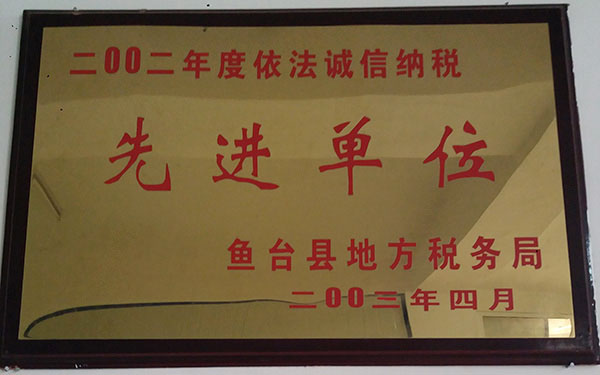 二00二年度依法诚信纳税
先进单位
鱼台县地方税务局
二00三年四月